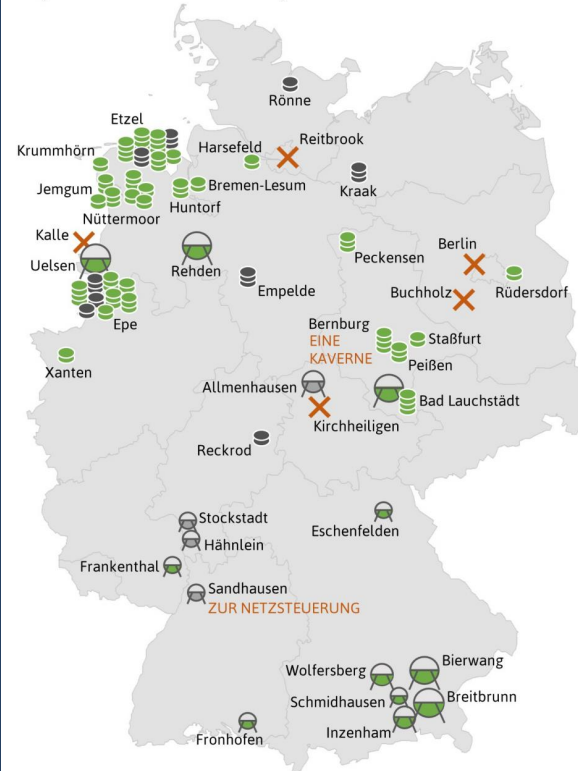 Rönne
Etzel
Krummhörn
Harsefeld
Reitbrook
Jemgum
Bremen-Lesum
Kraak
Huntorf
Nüttermoor
Kalle
Uelsen
Rehden
Peckensen
Berlin
Empelde
Buchholz
Rüdersdorf
Epe
Bernburg
EINE
KAVERNE
Staßfurt
Peißen
Xanten
Allmenhausen
Bad Lauchstädt
Kirchheiligen
Reckrod
Stockstadt
Eschenfelden
Hähnlein
Frankenthal
Sandhausen
ZUR NETZSTEUERUNG
Wolfersberg
Bierwang
Schmidhausen
Breitbrunn
Inzenham
Fronhofen